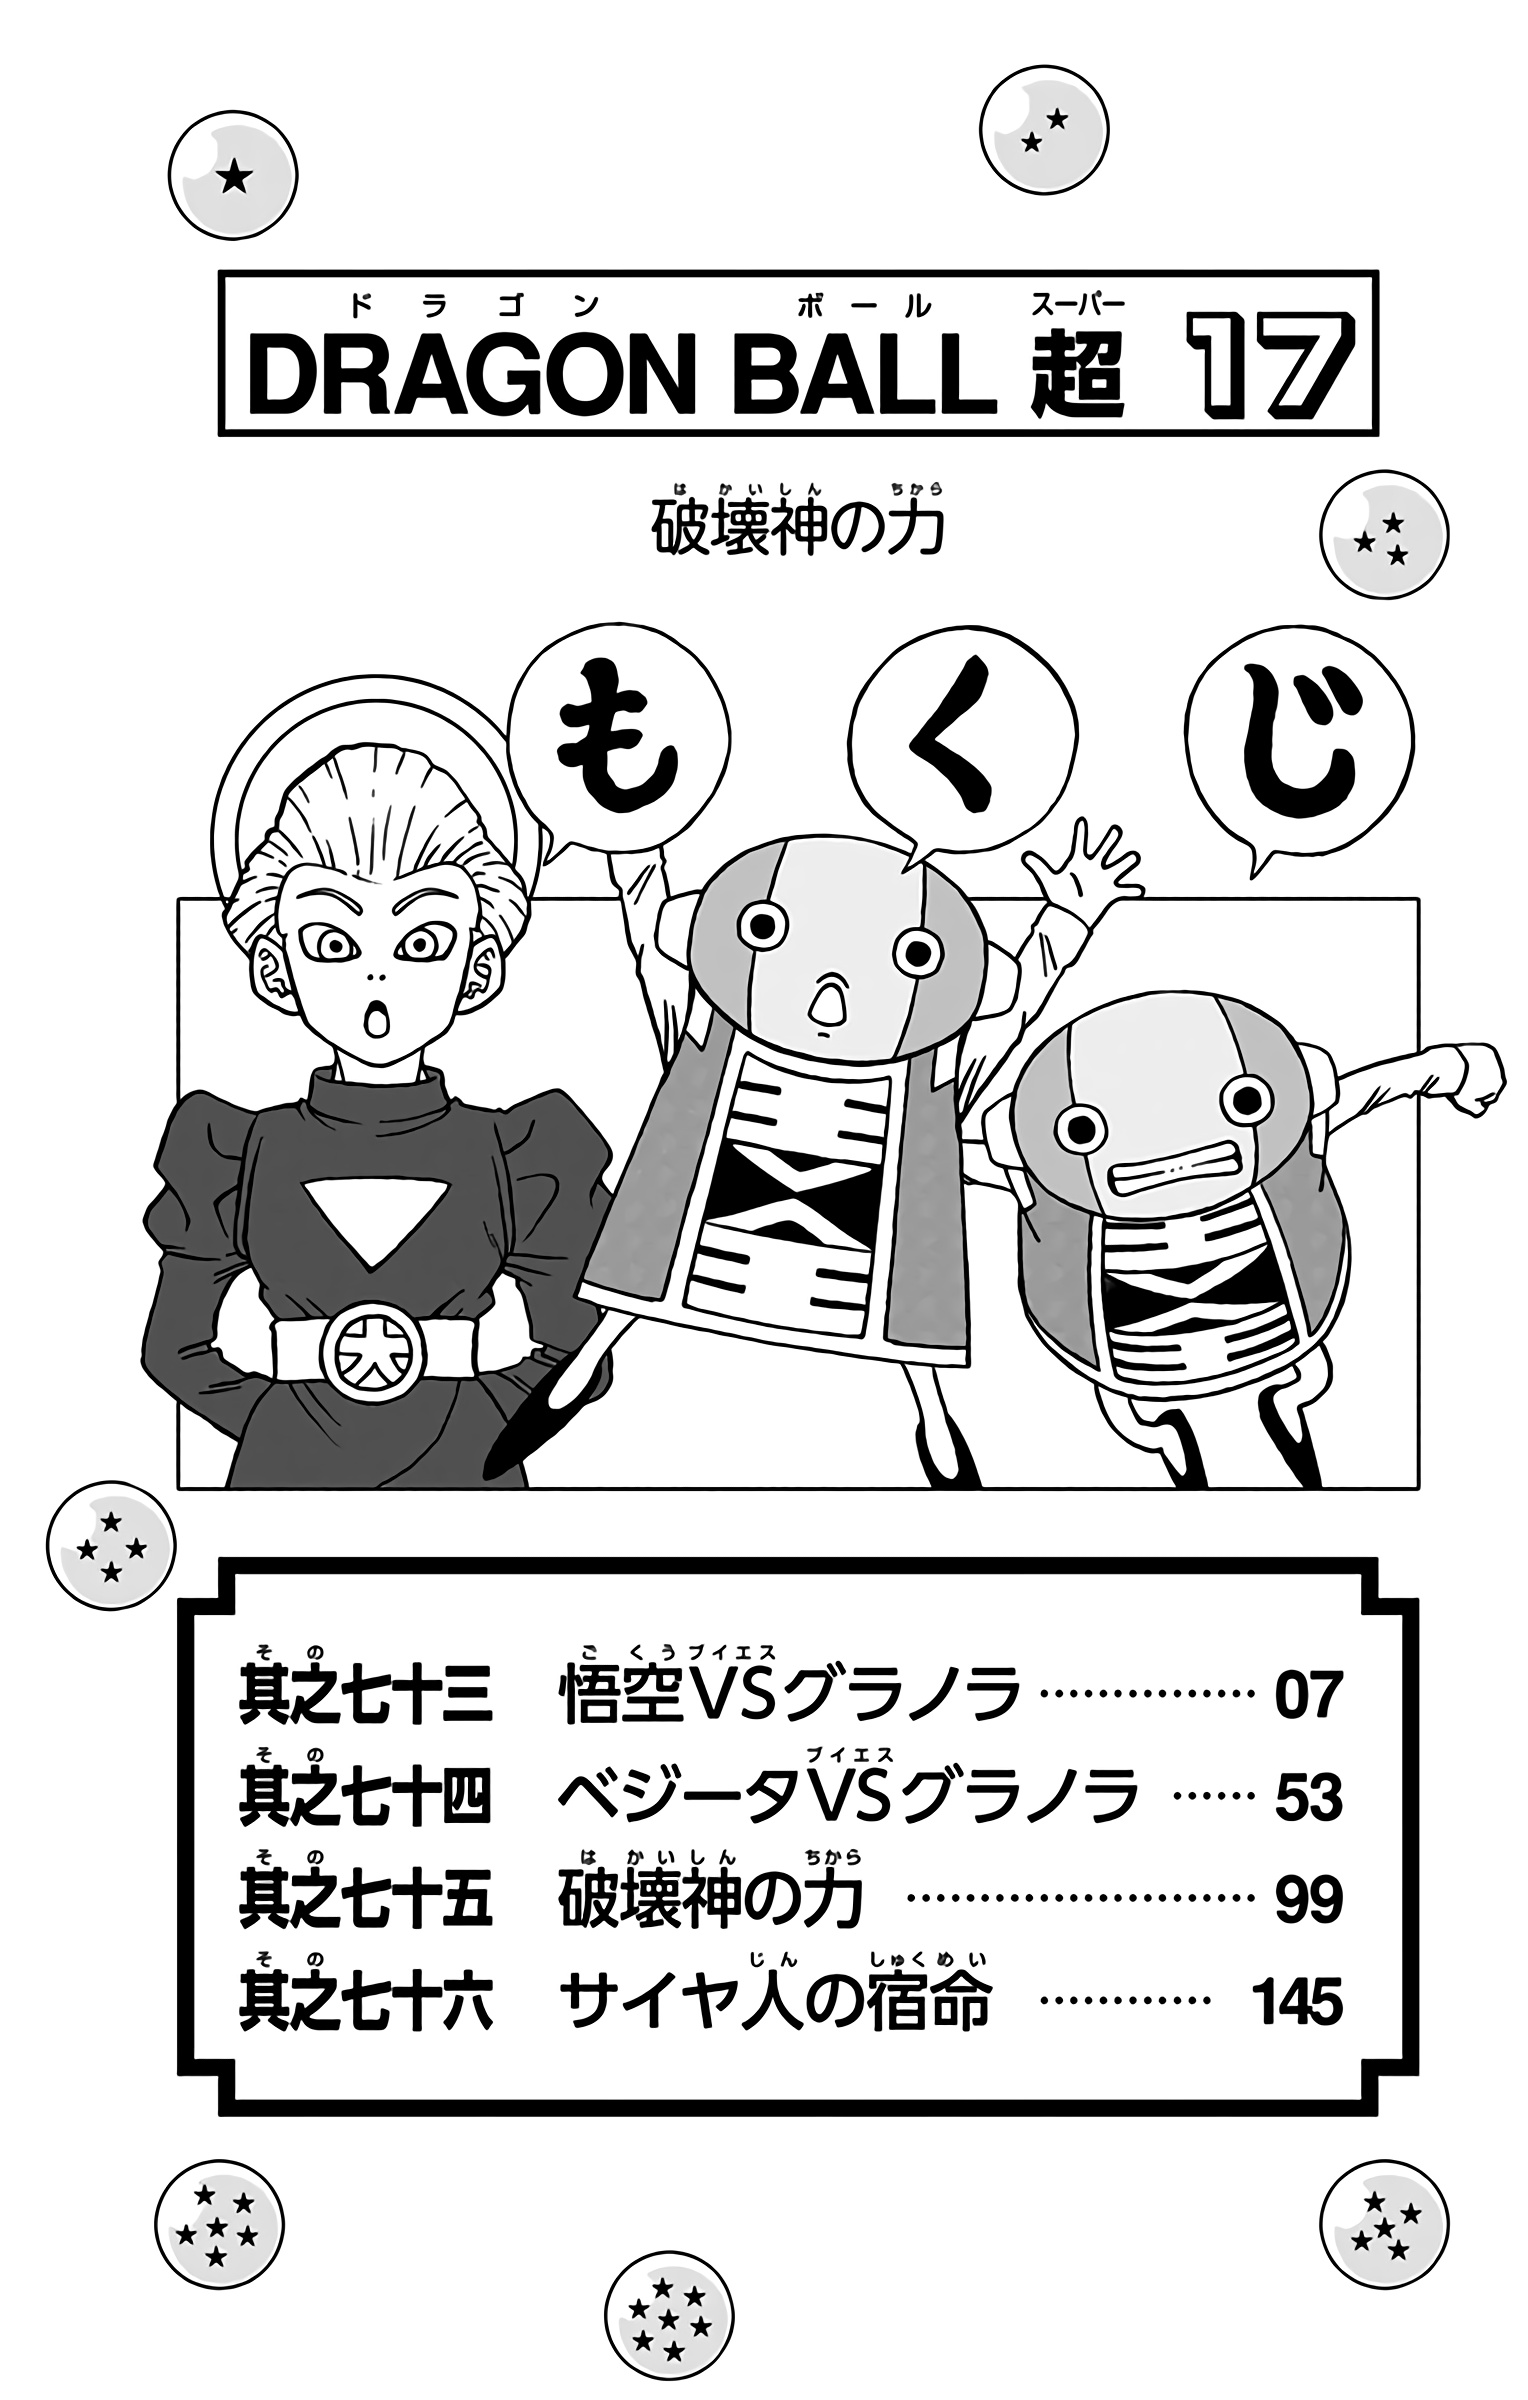 ドラゴン ボール スーパー
DRAGON BALL 超 17
はかいしん ちから
破壊神の力
も く じ
その ごくうブイエス
其之七十三 悟空VSグラノラ …………… 07
その ブイエス
其之七十四 ベジータVSグラノラ …… 53
その はかいしん ちから
其之七十五 破壊神の力 …………………… 99
その じん しゅくめい
其之七十六 サイヤ人の宿命 ………… 145